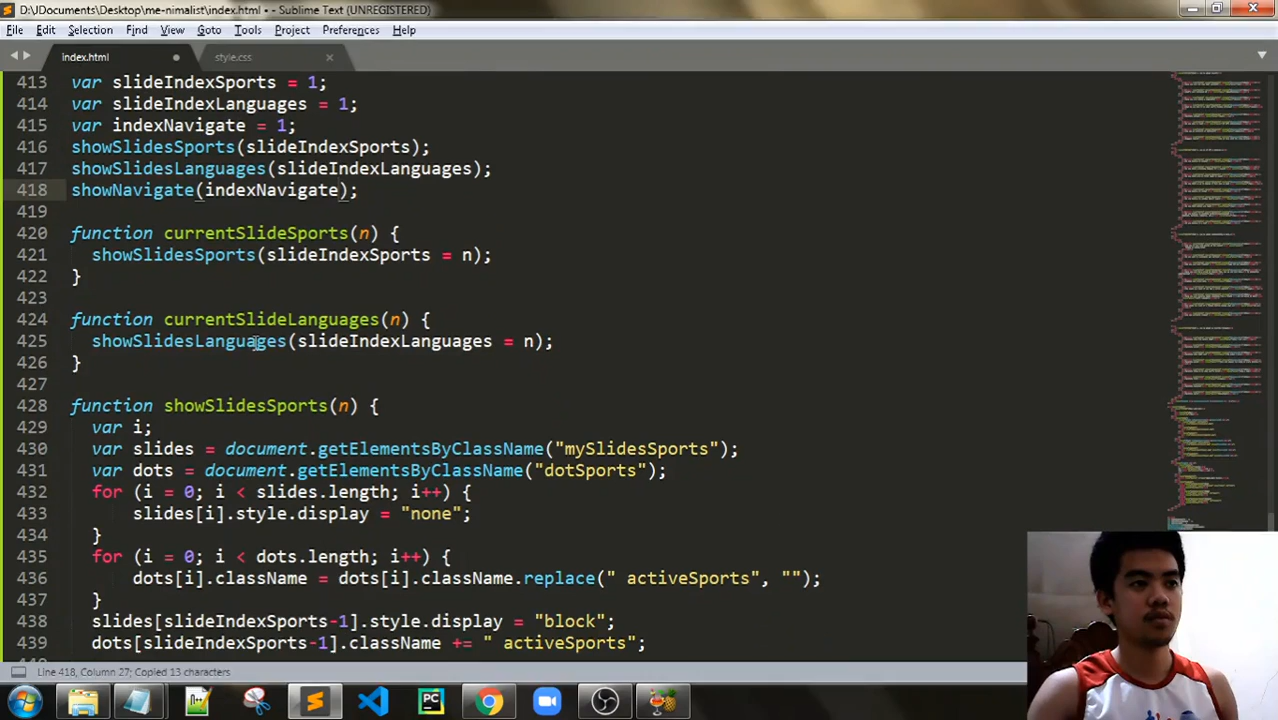 D:\JDocuments\Desktop\me-nimalist\index.html • - Sublime Text (UNREGISTERED)
File Edit Selection Find View Goto Tools Project Preferences Help
index.html style.css
413 var slideIndexSports = 1;
414 var slideIndexLanguages = 1;
415 var indexNavigate = 1;
416 showSlidesSports(slideIndexSports);
417 showSlidesLanguages(slideIndexLanguages);
418 showNavigate(indexNavigate);
419
420 function currentSlideSports(n) {
421 showSlidesSports(slideIndexSports = n);
422 }
423
424 function currentSlideLanguages(n) {
425 showSlidesLanguages(slideIndexLanguages = n);
426 }
427
428 function showSlidesSports(n) {
429 var i;
430 var slides = document.getElementsByClassName("mySlidesSports");
431 var dots = document.getElementsByClassName("dotSports");
432 for (i = 0; i < slides.length; i++) {
433 slides[i].style.display = "none";
434 }
435 for (i = 0; i < dots.length; i++) {
436 dots[i].className = dots[i].className.replace(" activeSports", "");
437 }
438 slides[slideIndexSports-1].style.display = "block";
439 dots[slideIndexSports-1].className += " activeSports";
Line 418, Column 27; Copied 13 characters